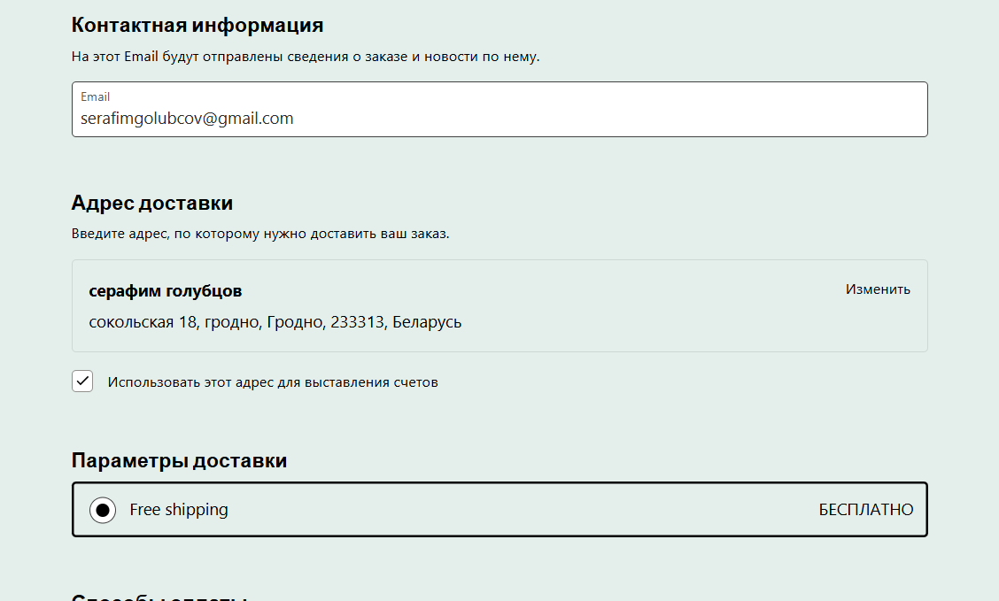 Контактная информация
На этот Email будут отправлены сведения о заказе и новости по нему.
Email
serafimgolubcov@gmail.com
Адрес доставки
Введите адрес, по которому нужно доставить ваш заказ.
серафим голубцов
Изменить
сокольская 18, гродно, Гродно, 233313, Беларусь
Использовать этот адрес для выставления счетов
Параметры доставки
Free shipping
БЕСПЛАТНО
Способы оплаты